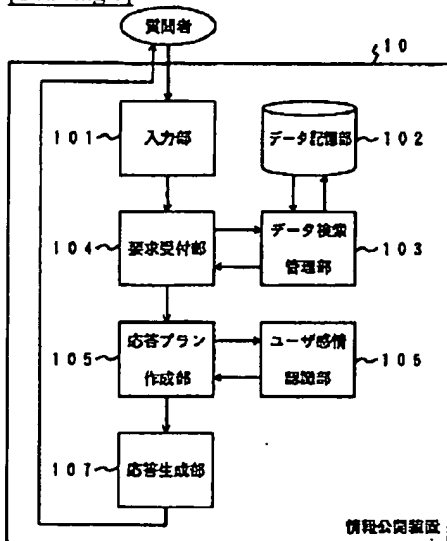 質問者
10
101 入力部
データ記憶部 102
104 要求受付部
データ検索
管理部
103
105 応答プラン
作成部
ユーザ感情
認識部
106
107 応答生成部
情報公開装置